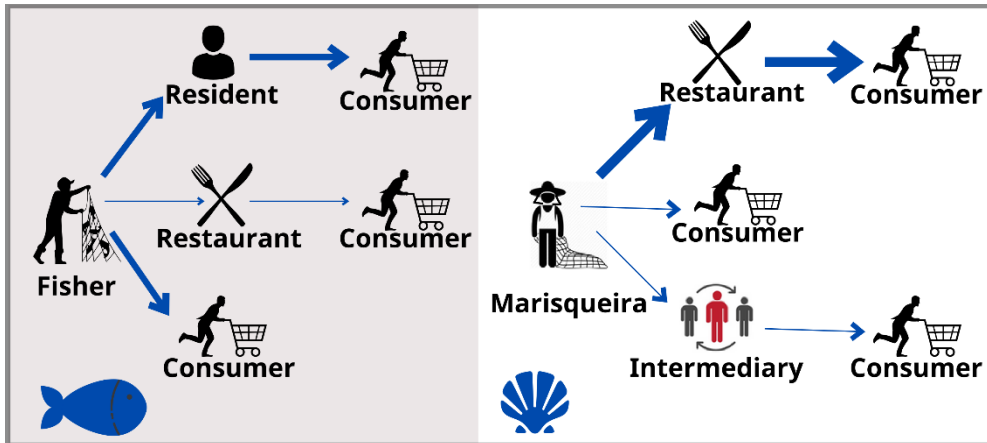 Resident
Consumer
Fisher
Restaurant
Consumer
Consumer
Restaurant
Consumer
Marisqueira
Consumer
Intermediary
Consumer